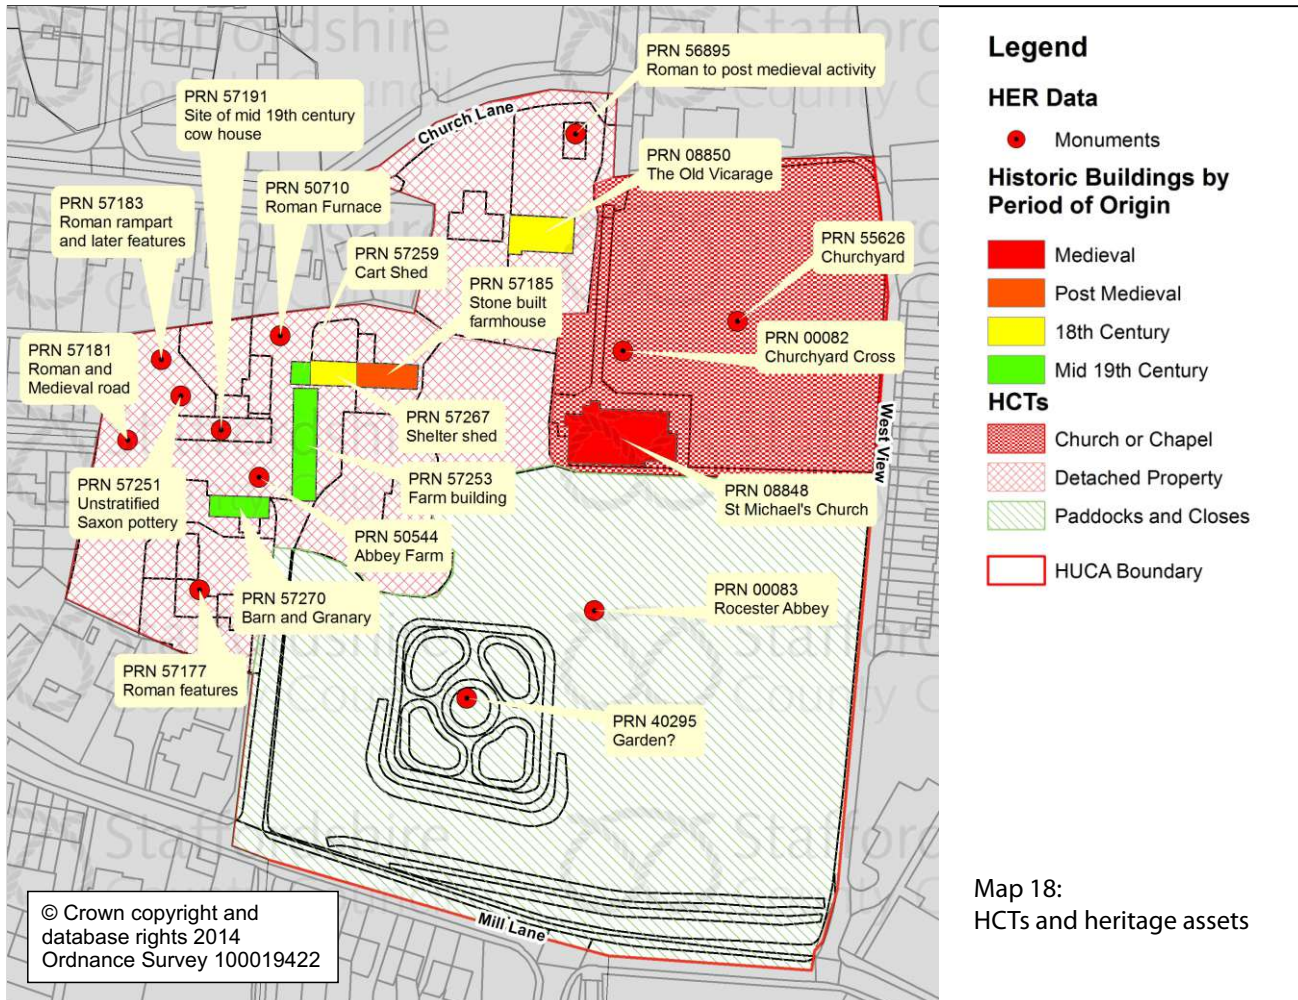 PRN 56895
Roman to post medieval activity
PRN 57191
Site of mid 19th century
cow house
Church Lane
PRN 08850
The Old Vicarage
PRN 57183
Roman rampart
and later features
PRN 50710
Roman Furnace
PRN 57259
Cart Shed
PRN 57185
Stone built
farmhouse
PRN 55626
Churchyard
PRN 00082
Churchyard Cross
PRN 57181
Roman and
Medieval road
PRN 57267
Shelter shed
West View
PRN 57251
Unstratified
Saxon pottery
PRN 57253
Farm building
PRN 08848
St Michael's Church
PRN 50544
Abbey Farm
PRN 57270
Barn and Granary
PRN 00083
Rocester Abbey
PRN 57177
Roman features
PRN 40295
Garden?
Mill Lane
© Crown copyright and
database rights 2014
Ordnance Survey 100019422
Legend
HER Data
Monuments
Historic Buildings by
Period of Origin
Medieval
Post Medieval
18th Century
Mid 19th Century
HCTs
Church or Chapel
Detached Property
Paddocks and Closes
HUCA Boundary
Map 18:
HCTs and heritage assets